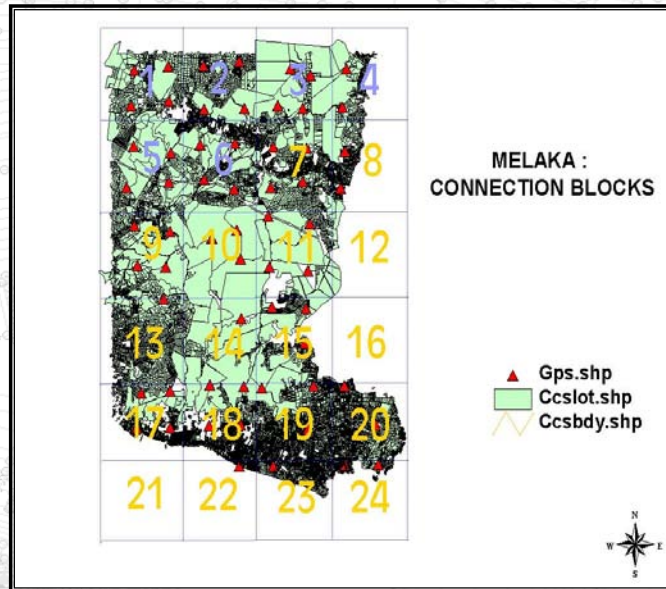 MELAKA :
CONNECTION BLOCKS
1 2 3 4
5 6 7 8
9 10 11 12
13 14 15 16
17 18 19 20
21 22 23 24
Gps.shp
Ccslot.shp
Ccsbdy.shp
N
W E
S